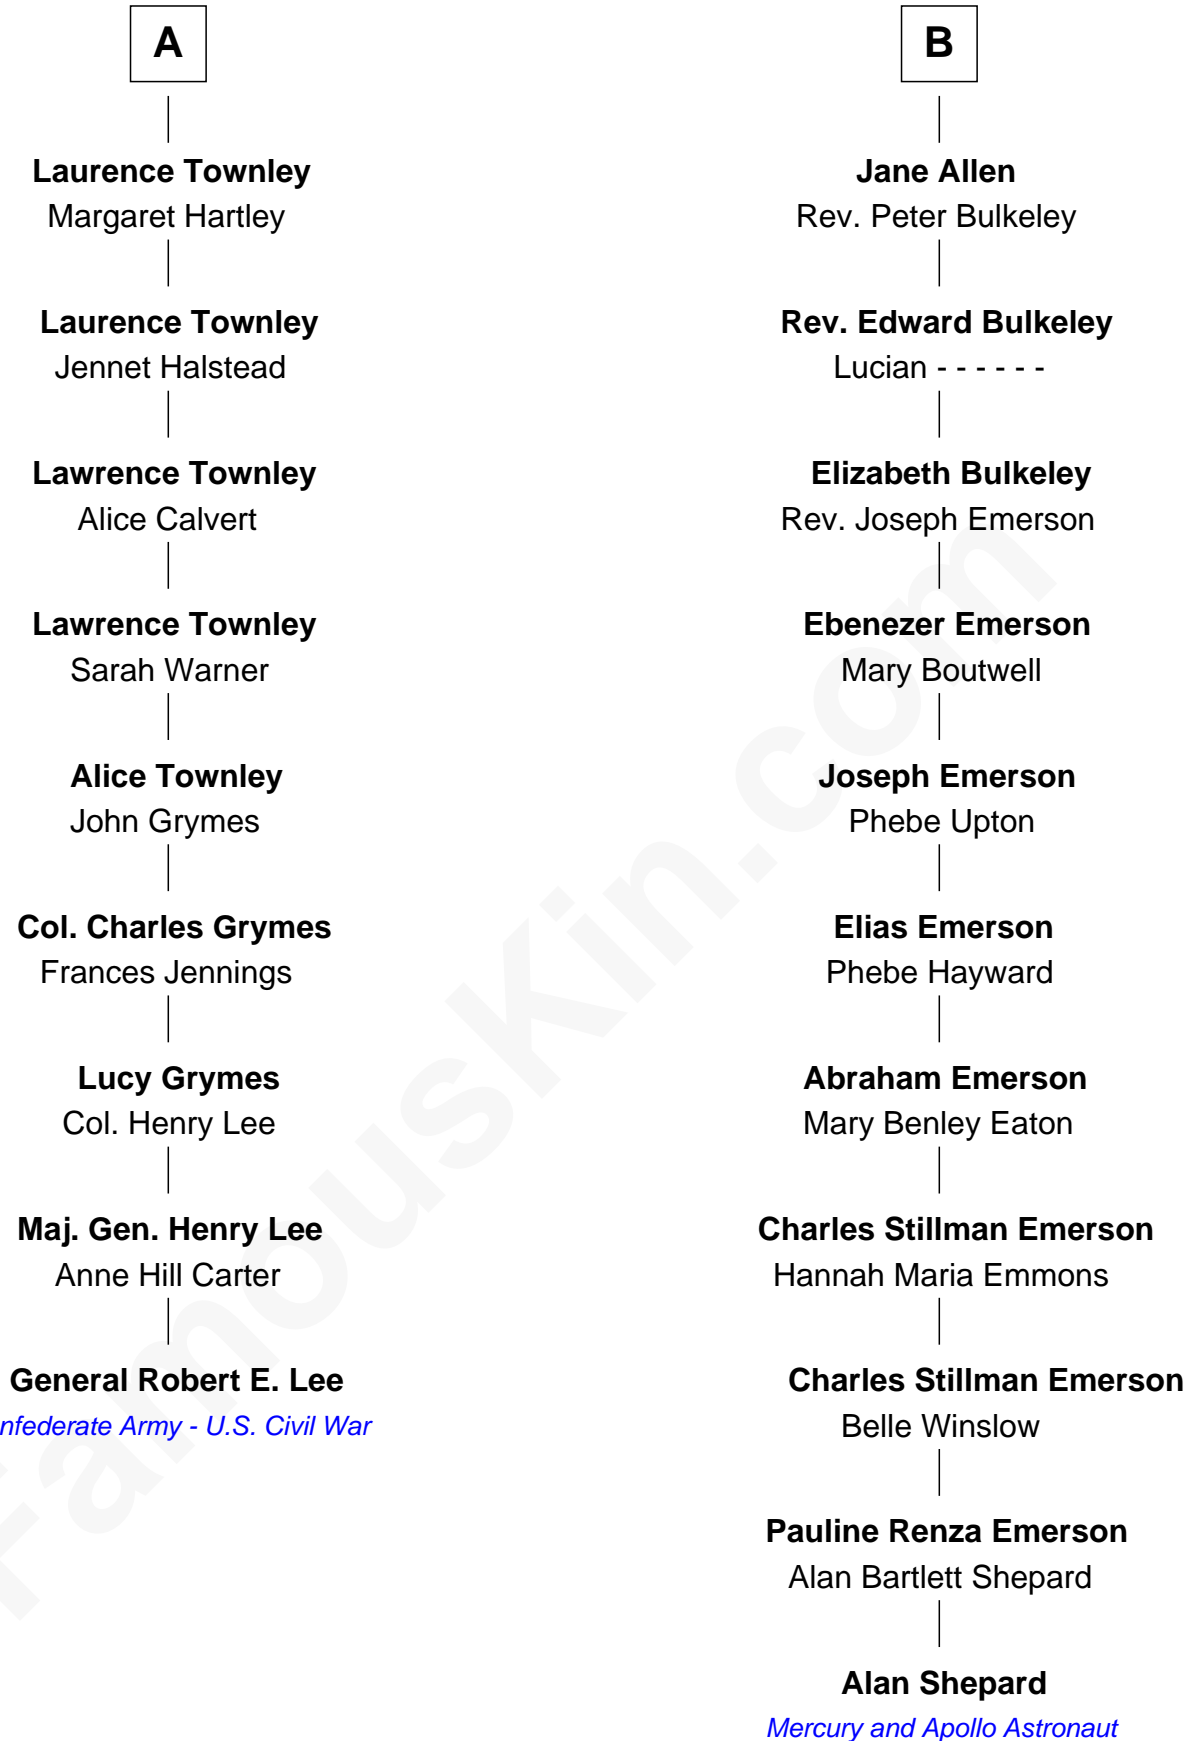 A
Laurence Townley
Margaret Hartley
Laurence Townley
Jennet Halstead
Lawrence Townley
Alice Calvert
Lawrence Townley
Sarah Warner
Alice Townley
John Grymes
Col. Charles Grymes
Frances Jennings
Lucy Grymes
Col. Henry Lee
Maj. Gen. Henry Lee
Anne Hill Carter
General Robert E. Lee
nfederate Army - U.S. Civil War
B
Jane Allen
Rev. Peter Bulkeley
Rev. Edward Bulkeley
Lucian - - - - - -
Elizabeth Bulkeley
Rev. Joseph Emerson
Ebenezer Emerson
Mary Boutwell
Joseph Emerson
Phebe Upton
Elias Emerson
Phebe Hayward
Abraham Emerson
Mary Benley Eaton
Charles Stillman Emerson
Hannah Maria Emmons
Charles Stillman Emerson
Belle Winslow
Pauline Renza Emerson
Alan Bartlett Shepard
Alan Shepard
Mercury and Apollo Astronaut
FamousKin.com